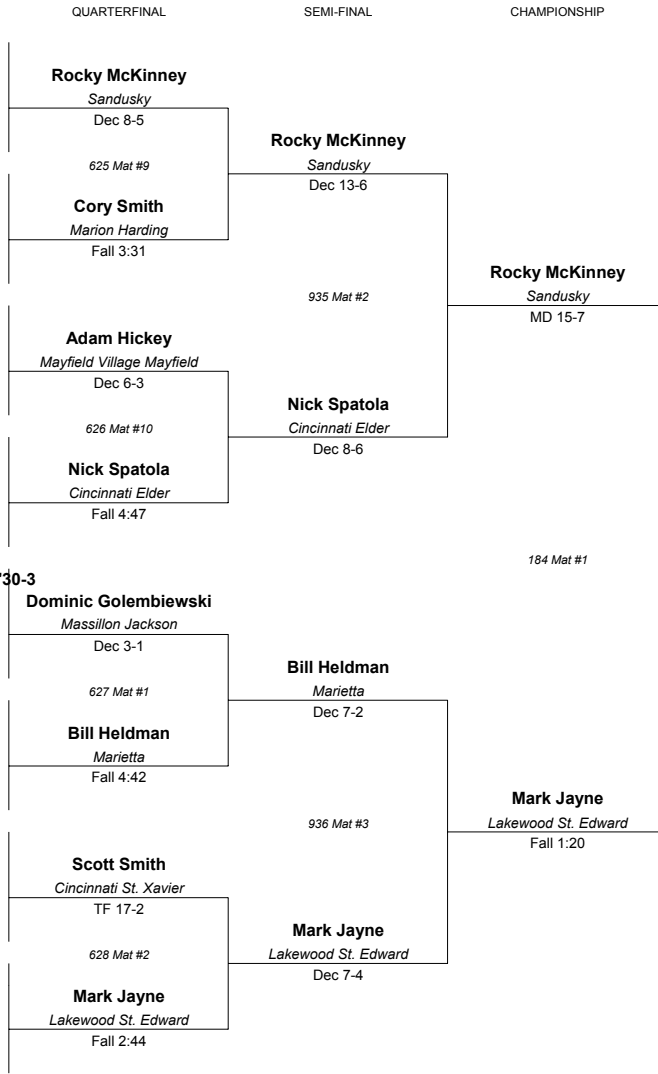 QUARTERFINAL SEMI-FINAL CHAMPIONSHIP
Rocky McKinney
Sandusky
Dec 8-5
625 Mat #9
Cory Smith
Marion Harding
Fall 3:31
Rocky McKinney
Sandusky
Dec 13-6
935 Mat #2
Adam Hickey
Mayfield Village Mayfield
Dec 6-3
626 Mat #10
Nick Spatola
Cincinnati Elder
Fall 4:47
Nick Spatola
Cincinnati Elder
Dec 8-6
Rocky McKinney
Sandusky
MD 15-7
184 Mat #1
30-3
Dominic Golembiewski
Massillon Jackson
Dec 3-1
627 Mat #1
Bill Heldman
Marietta
Fall 4:42
Bill Heldman
Marietta
Dec 7-2
936 Mat #3
Scott Smith
Cincinnati St. Xavier
TF 17-2
628 Mat #2
Mark Jayne
Lakewood St. Edward
Fall 2:44
Mark Jayne
Lakewood St. Edward
Dec 7-4
Mark Jayne
Lakewood St. Edward
Fall 1:20